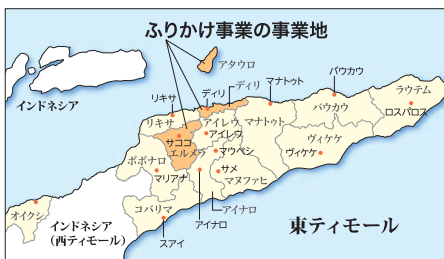 ふりかけ事業の事業地
アタウロ
インドネシア
リキサ
ディリ
ディリ
マナトゥト
バウカウ
ラウテム
ロスパロス
リキサ
アイレウ
マナトゥト
バウカウ
サココ
アイレウ
エルメラ
ビケケ
ビケケ
マウベシ
ボボナロ
マリアナ
サメ
マヌファヒ
オイクシ
インドネシア
(西ティモール)
コバリマ
アイナロ
アイナロ
スアイ
東ティモール